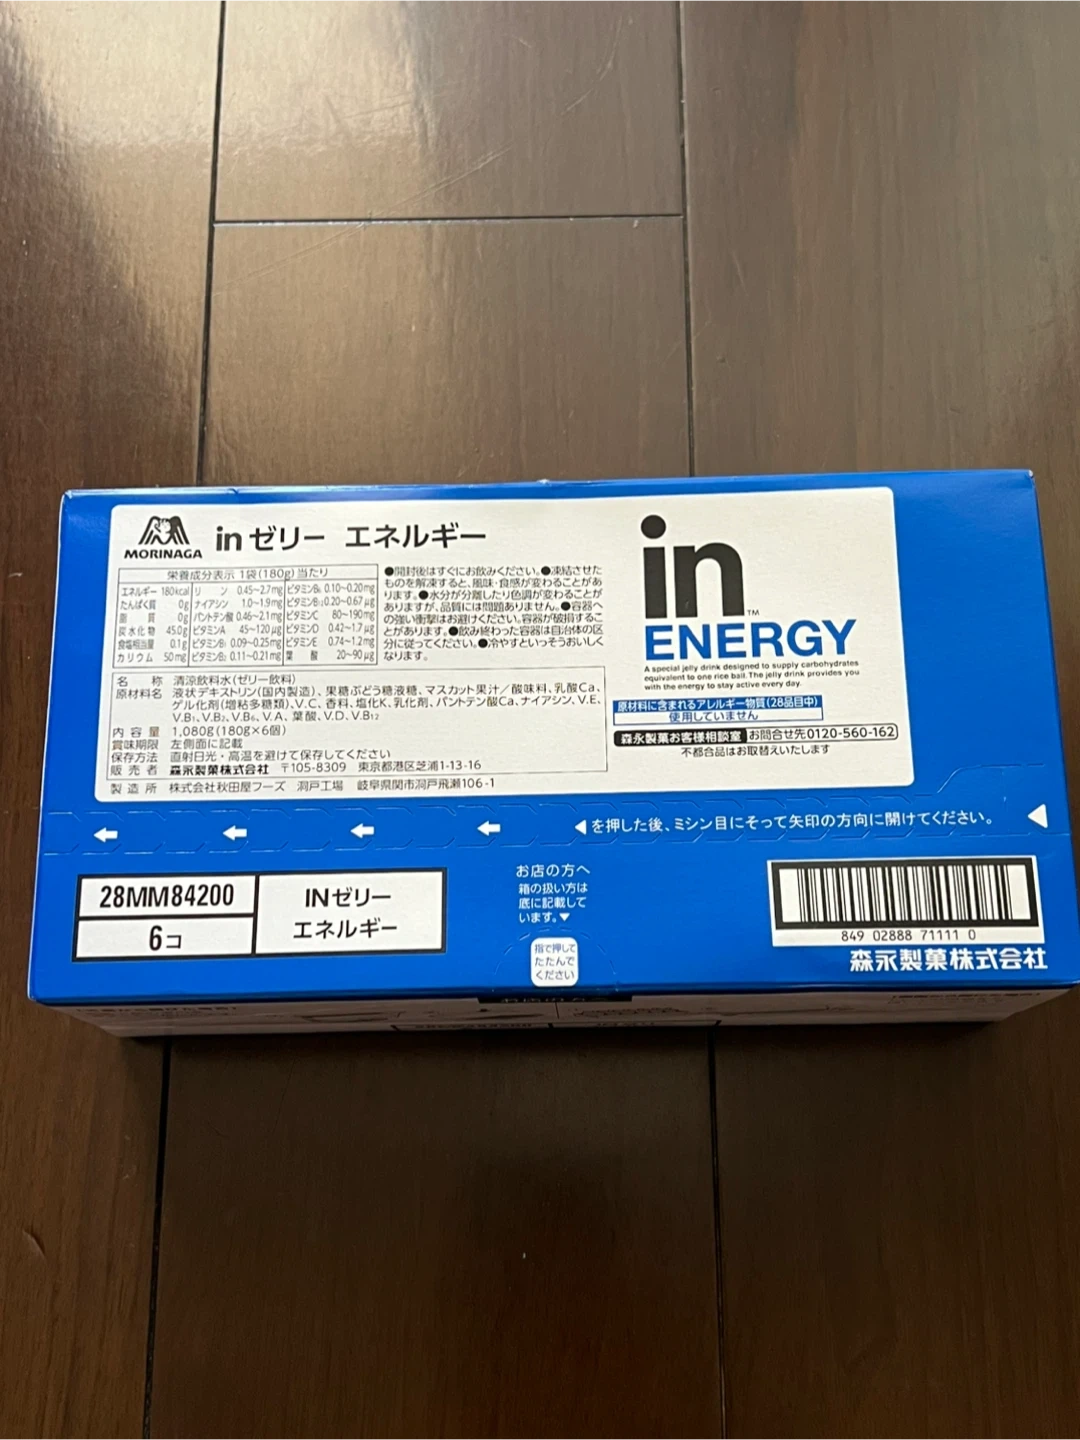 MORINAGA
inゼリー エネルギー
栄養成分表示 1袋(180g)当たり
エネルギー 180kcal
たんぱく質 0g
脂質 0g
炭水化物 45.0g
食塩相当量 0.1g
カリウム 50mg
リン 0.45~2.7mg
ナイアシン 1.0~1.9mg
パントテン酸 0.46~2.1mg
ビタミンA 45~120μg
ビタミンB₁ 0.09~0.25mg
ビタミンB₂ 0.11~0.21mg
ビタミンB₆ 0.10~0.20mg
ビタミンB₁₂ 0.20~0.67μg
ビタミンC 80~190mg
ビタミンD 0.42~1.7μg
ビタミンE 0.74~1.2mg
葉酸 20~90μg
●開封後はすぐにお飲みください。●凍結させた
ものを解凍すると、風味・食感が変わることがあ
ります。●水分が分離したり色調が変わることが
ありますが、品質には問題ありません。●容器へ
の強い衝撃はお避けください。容器が破損するこ
とがあります。●飲み終わった容器は自治体の区
分に従ってください。●冷やすといっそうおいしく
なります。
名称 清涼飲料水(ゼリー飲料)
原材料名 液状デキストリン(国内製造)、果糖ぶどう糖液糖、マスカット果汁/酸味料、乳酸Ca、
ゲル化剤(増粘多糖類)、V.C、香料、塩化K、乳化剤、パントテン酸Ca、ナイアシン、V.E、
V.B₁、V.B₂、V.B₆、V.A、葉酸、V.D、V.B₁₂
内容量 1,080g(180g×6個)
賞味期限 左側面に記載
保存方法 直射日光・高温を避けて保存してください
販売者 森永製菓株式会社 〒105-8309 東京都港区芝浦1-13-16
製造所 株式会社秋田屋フーズ 洞戸工場 岐阜県関市洞戸飛瀬106-1
in™
ENERGY
A special jelly drink designed to supply carbohydrates
equivalent to one rice ball. The jelly drink provides you
with the energy to stay active every day.
原材料に含まれるアレルギー物質(28品目中)
使用していません
森永製菓お客様相談室 お問合せ先0120-560-162
不都合品はお取替えいたします
◀を押した後、ミシン目にそって矢印の方向に開けてください。
28MM84200
6コ
INゼリー
エネルギー
お店の方へ
箱の扱い方は
底に記載して
います。▼
指で押して
たたんで
ください
849 02888 71111 0
森永製菓株式会社